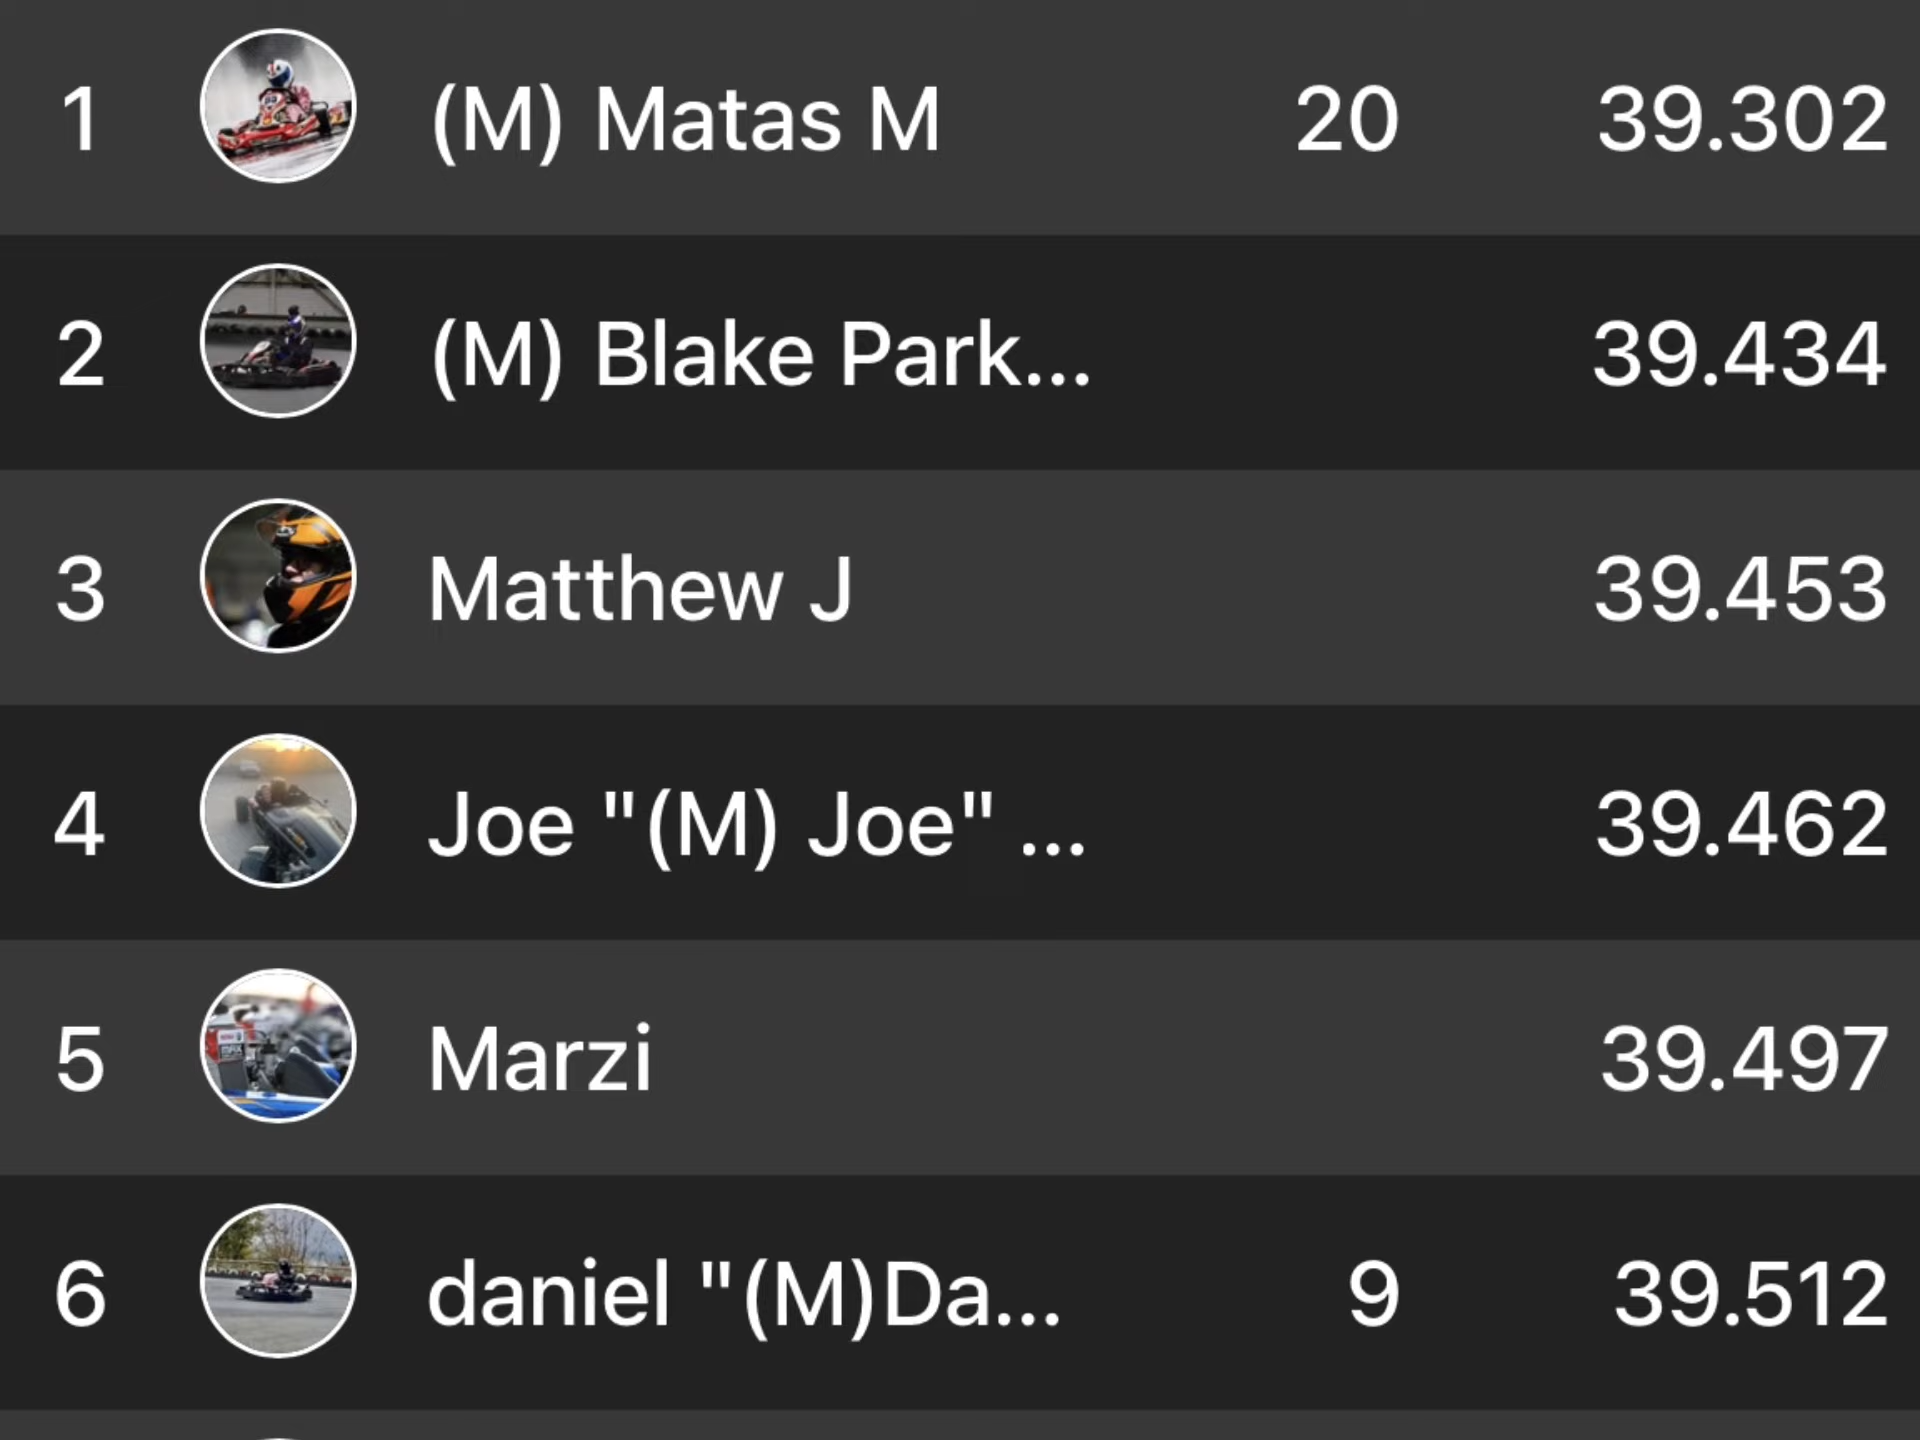 1 (M) Matas M 20 39.302
2 (M) Blake Park... 39.434
3 Matthew J 39.453
4 Joe "(M) Joe" ... 39.462
5 Marzi 39.497
6 daniel "(M)Da... 9 39.512